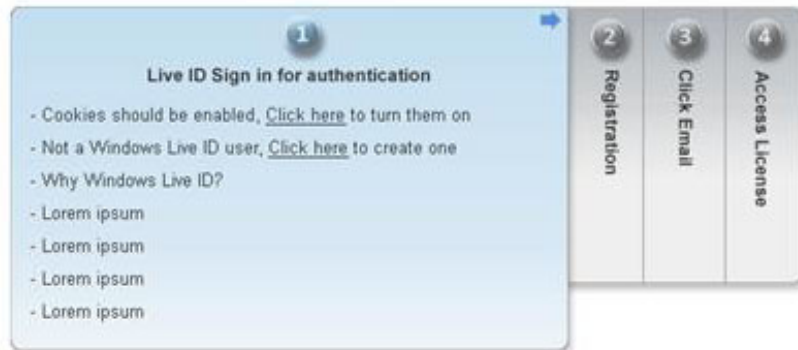 1
Live ID Sign in for authentication
- Cookies should be enabled, Click here to turn them on
- Not a Windows Live ID user, Click here to create one
- Why Windows Live ID?
- Lorem ipsum
- Lorem ipsum
- Lorem ipsum
- Lorem ipsum
2
Registration
3
Click Email
4
Access License